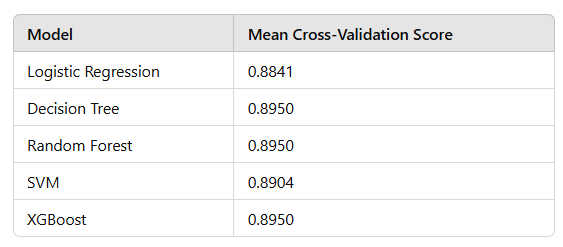 Model Mean Cross-Validation Score
Logistic Regression 0.8841
Decision Tree 0.8950
Random Forest 0.8950
SVM 0.8904
XGBoost 0.8950